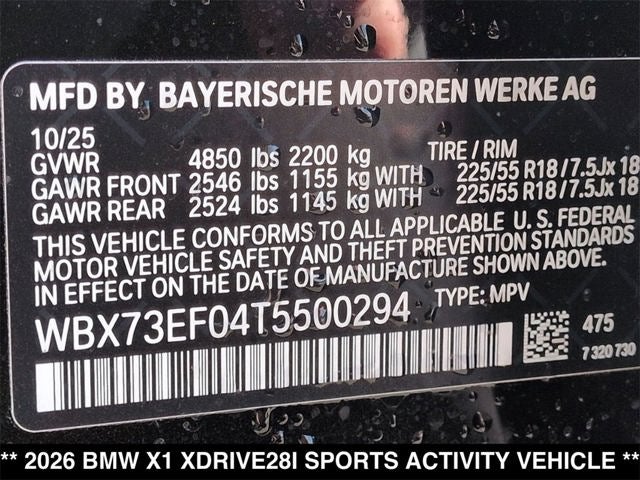 MFD BY BAYERISCHE MOTOREN WERKE AG
10/25
GVWR 4850 lbs 2200 kg TIRE / RIM
GAWR FRONT 2546 lbs 1155 kg WITH 225/55 R18 / 7.5Jx 18
GAWR REAR 2524 lbs 1145 kg WITH 225/55 R18 / 7.5Jx 18
THIS VEHICLE CONFORMS TO ALL APPLICABLE U. S. FEDERAL
MOTOR VEHICLE SAFETY AND THEFT PREVENTION STANDARDS
IN EFFECT ON THE DATE OF MANUFACTURE SHOWN ABOVE.
WBX73EF04T5500294 TYPE: MPV
475
7 320 730
** 2026 BMW X1 XDRIVE28I SPORTS ACTIVITY VEHICLE **